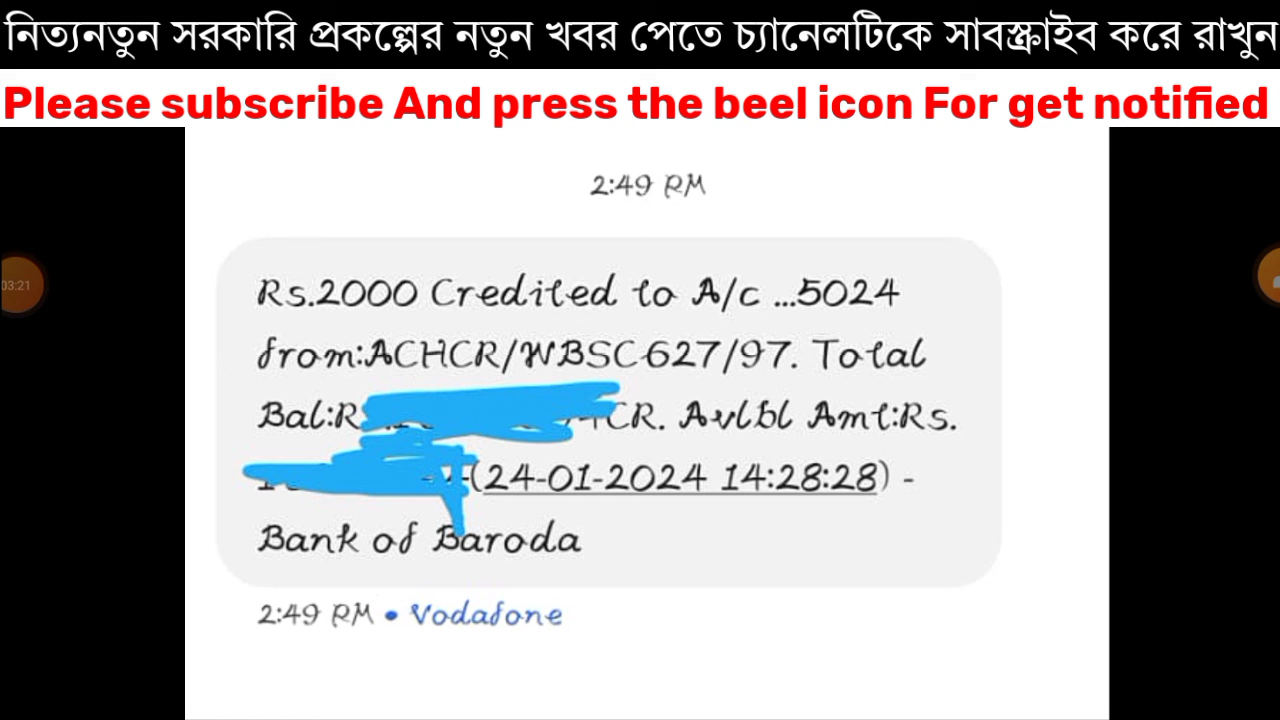 নিত্যনতুন সরকারি প্রকল্পের নতুন খবর পেতে চ্যানেলটিকে সাবস্ক্রাইব করে রাখুন
Please subscribe And press the beel icon For get notified
2:49 PM
03:21
Rs.2000 Credited to A/c ...5024
from:ACHCR/WBSC627/97. Total
Bal:R CR. Avlbl Amt:Rs.
(24-01-2024 14:28:28) -
Bank of Baroda
2:49 PM • Vodafone